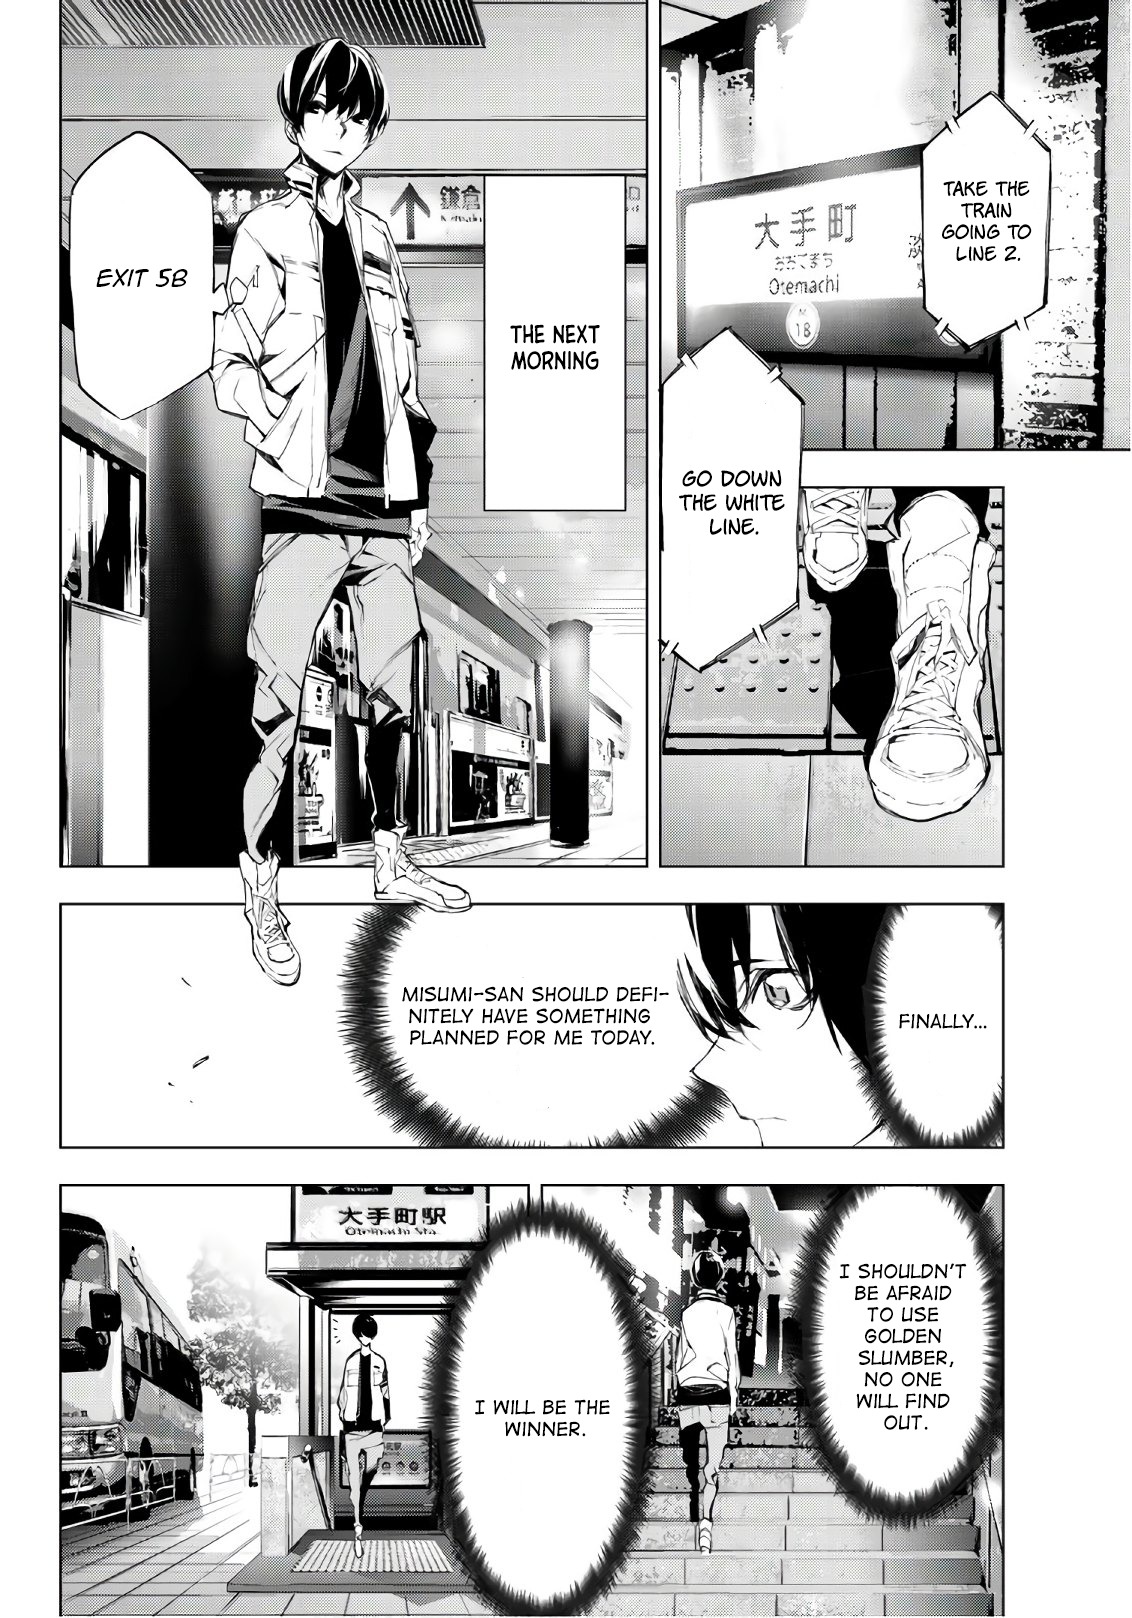 TAKE THE
TRAIN
GOING TO
LINE 2.
大手町
おおてまち
Otemachi
M
18
GO DOWN
THE WHITE
LINE.
THE NEXT
MORNING
鎌倉
EXIT 5B
FINALLY...
MISUMI-SAN SHOULD DEFI-
NITELY HAVE SOMETHING
PLANNED FOR ME TODAY.
I SHOULDN'T
BE AFRAID
TO USE
GOLDEN
SLUMBER,
NO ONE
WILL FIND
OUT.
大手町
I WILL BE THE
WINNER.
大手町駅
Otemachi Sta